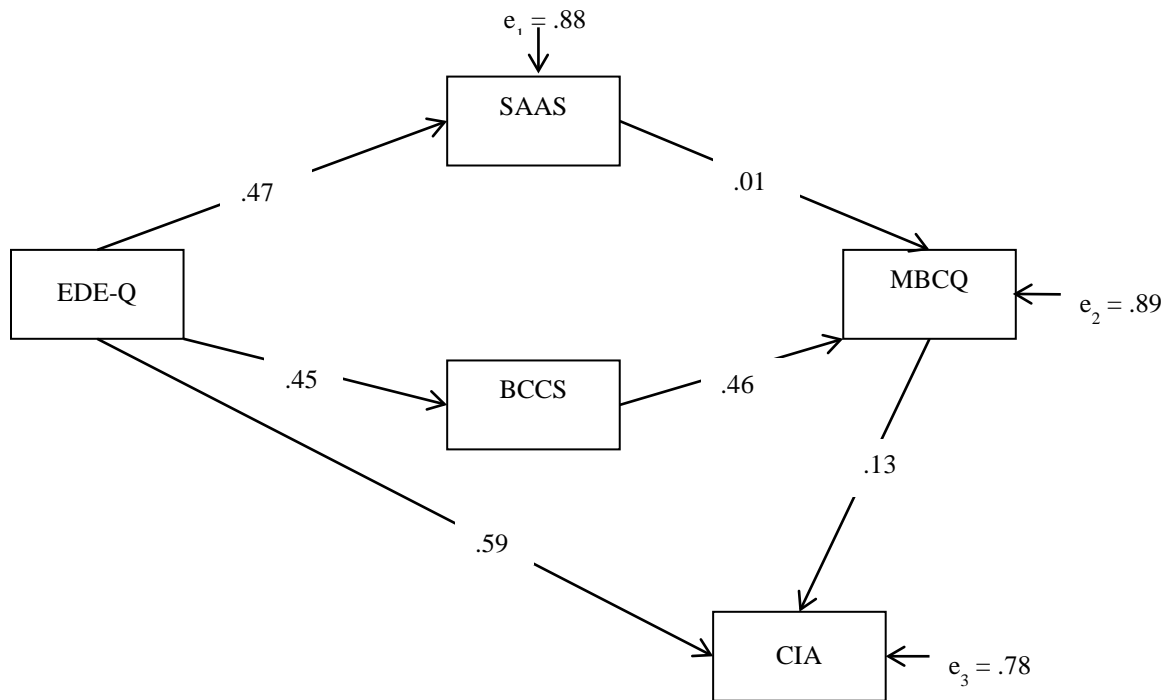 e₁ = .88
SAAS
.47
.01
EDE-Q
MBCQ
e₂ = .89
.45
BCCS
.46
.13
.59
CIA
e₃ = .78